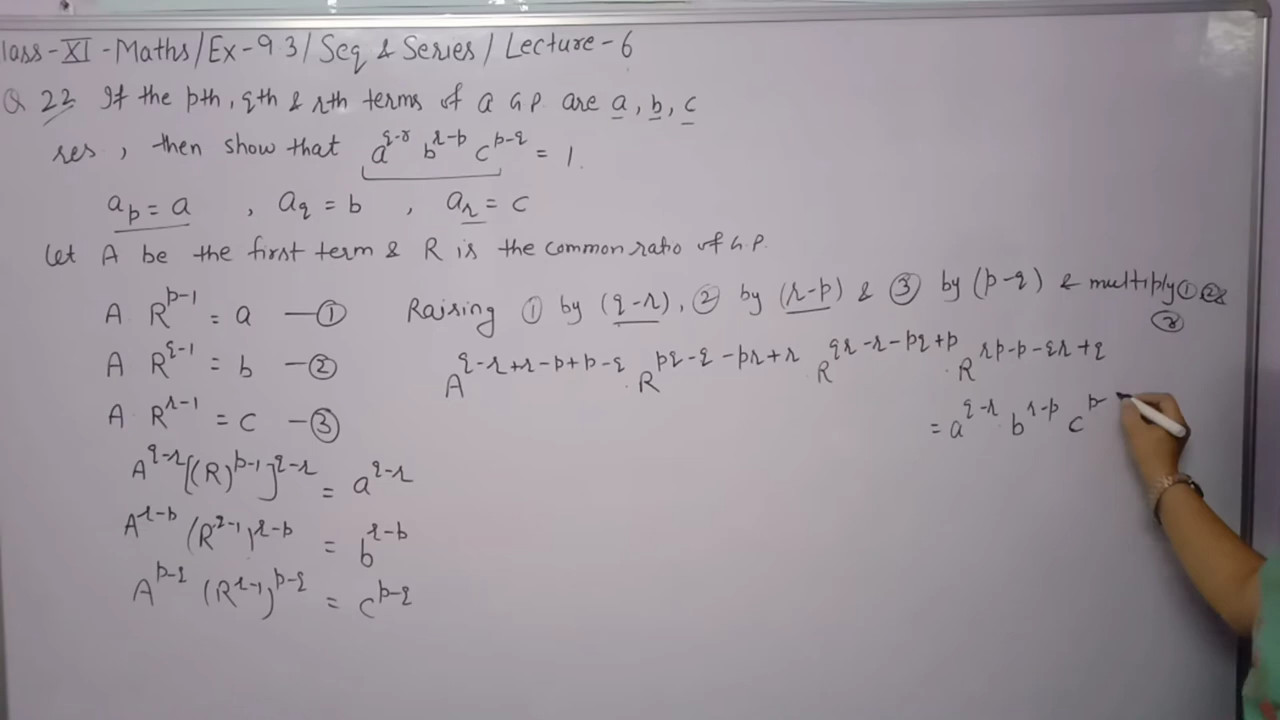 lass-XI-Maths/Ex-9 3/Seq & Series/Lecture-6
Q 22 If the pth, qth & rth terms of a G P. are a, b, c
res, then show that a^{q-r} b^{r-p} c^{p-q} = 1.
a_p = a , a_q = b , a_r = c
Let A be the first term & R is the common ratio of G.P.
A R^{p-1} = a —①
A R^{q-1} = b —②
A R^{r-1} = c —③
A^{q-r} [(R)^{p-1}]^{q-r} = a^{q-r}
A^{r-p} (R^{q-1})^{r-p} = b^{r-p}
A^{p-q} (R^{r-1})^{p-q} = c^{p-q}
Raising ① by (q-r), ② by (r-p) & ③ by (p-q) & multiply ① ② &
③
A^{q-r+r-p+p-q} . R^{pq-q-pr+r} R^{qr-r-pq+p} R^{rp-p-qr+q}
= a^{q-r} b^{r-p} c^{p-